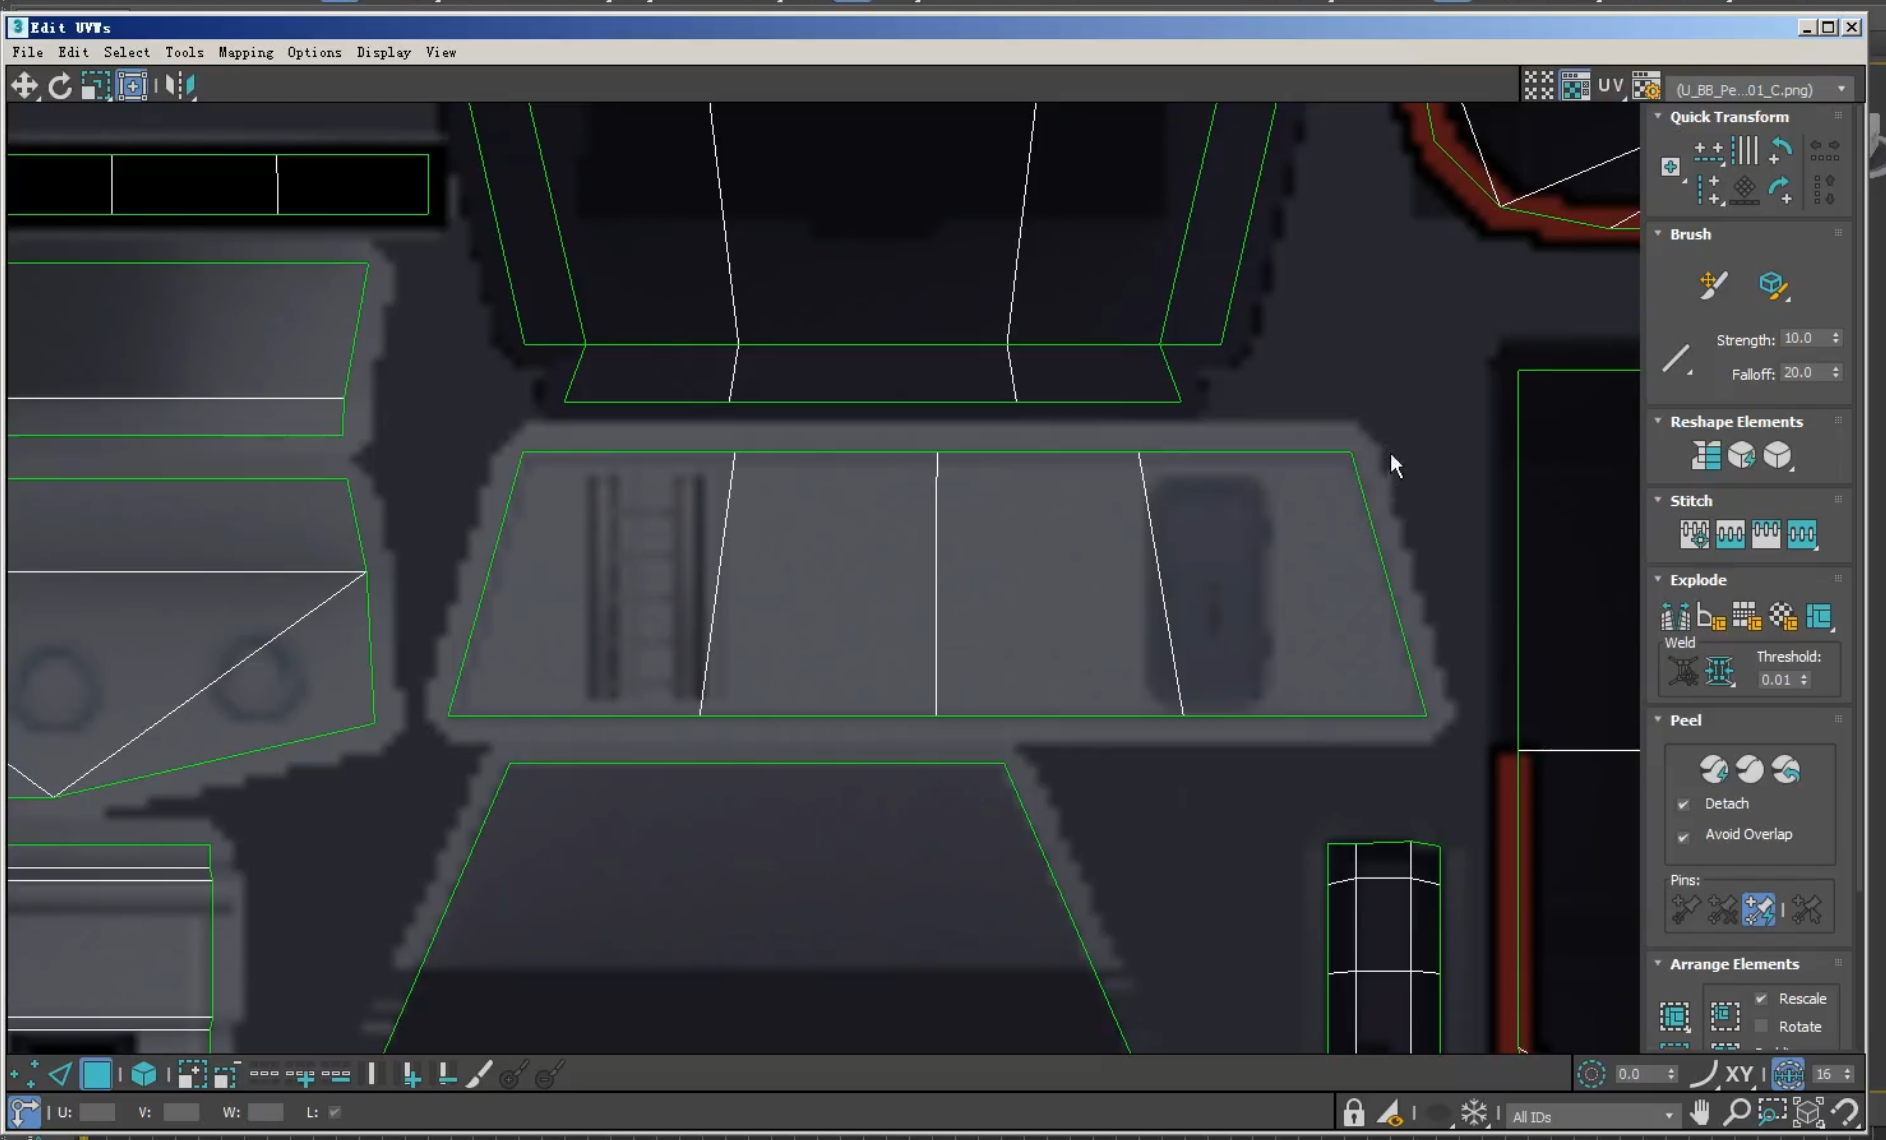 3 Edit UVWs
File Edit Select Tools Mapping Options Display View
UV
(U_BB_Pe...01_C.png)
Quick Transform
Brush
Strength: 10.0
Falloff: 20.0
Reshape Elements
Stitch
Explode
Weld
Threshold:
0.01
Peel
Detach
Avoid Overlap
Pins:
Arrange Elements
Rescale
Rotate
0.0
XY
16
U:
V:
W:
L:
All IDs